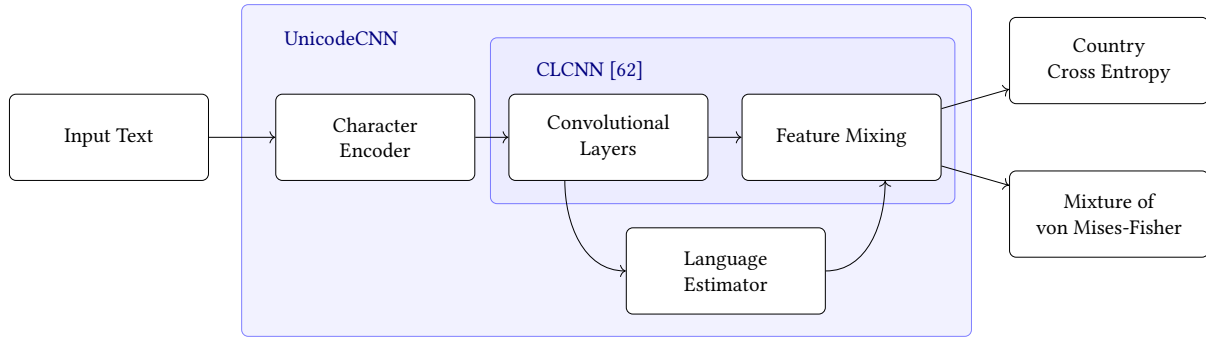 UnicodeCNN
CLCNN [62]
Input Text
Character
Encoder
Convolutional
Layers
Feature Mixing
Language
Estimator
Country
Cross Entropy
Mixture of
von Mises-Fisher